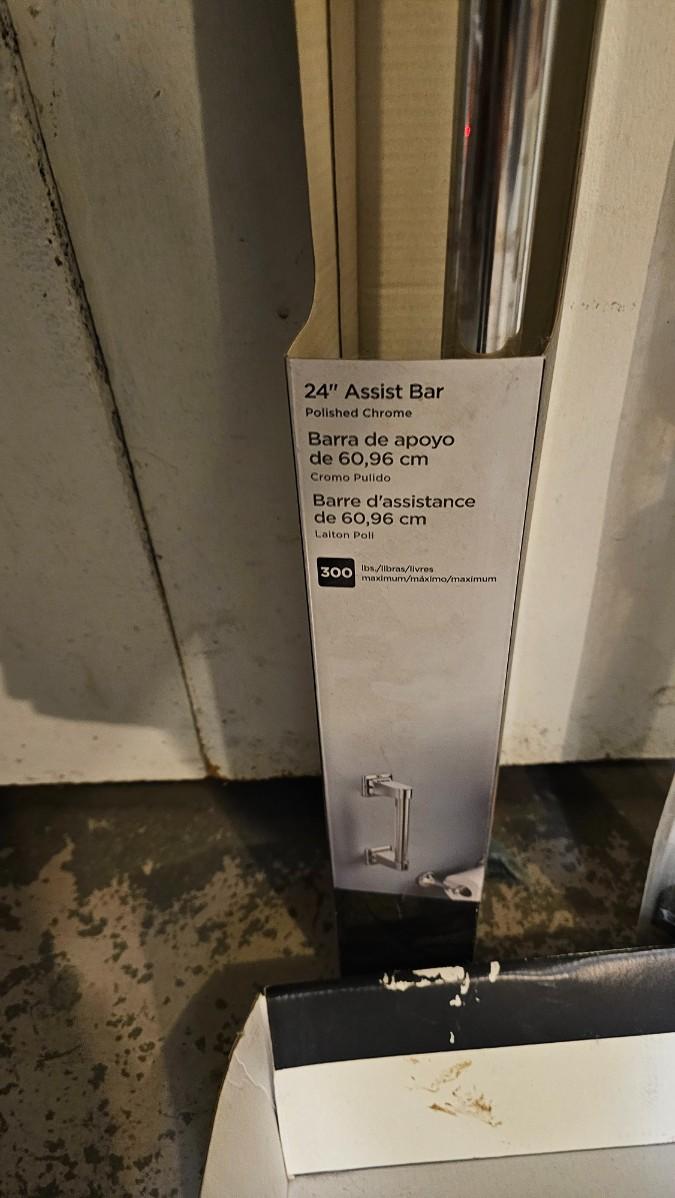 24" Assist Bar
Polished Chrome
Barra de apoyo
de 60,96 cm
Cromo Pulido
Barre d'assistance
de 60,96 cm
Laiton Poli
300 lbs./libras/livres
maximum/máximo/maximum